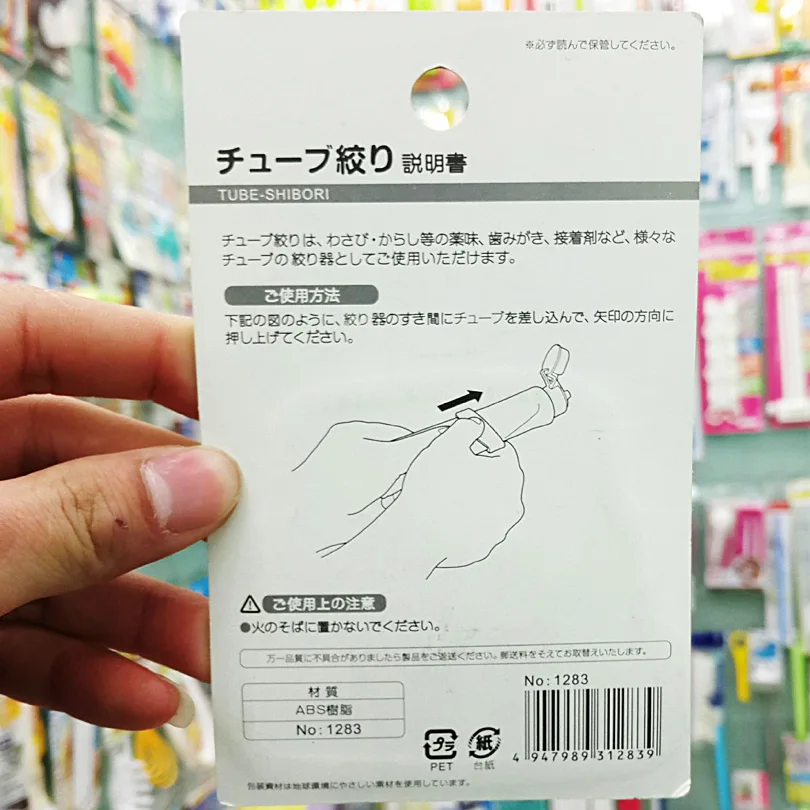 ※必ず読んで保管してください。
チューブ絞り 説明書
TUBE-SHIBORI
チューブ絞りは、わさび・からし等の薬味、歯みがき、接着剤など、様々な
チューブの絞り器としてご使用いただけます。
ご使用方法
下記の図のように、絞り器のすき間にチューブを差し込んで、矢印の方向に
押し上げてください。
ご使用上の注意
●火のそばに置かないでください。
万一品質に不具合がありましたら製品をご返送ください。郵送料をそえてお取替えいたします。
材質
ABS樹脂
No:1283
プラ
PET
紙
台紙
No:1283
4 947989 312839
包装資材は地球環境にやさしい素材を使用しています。